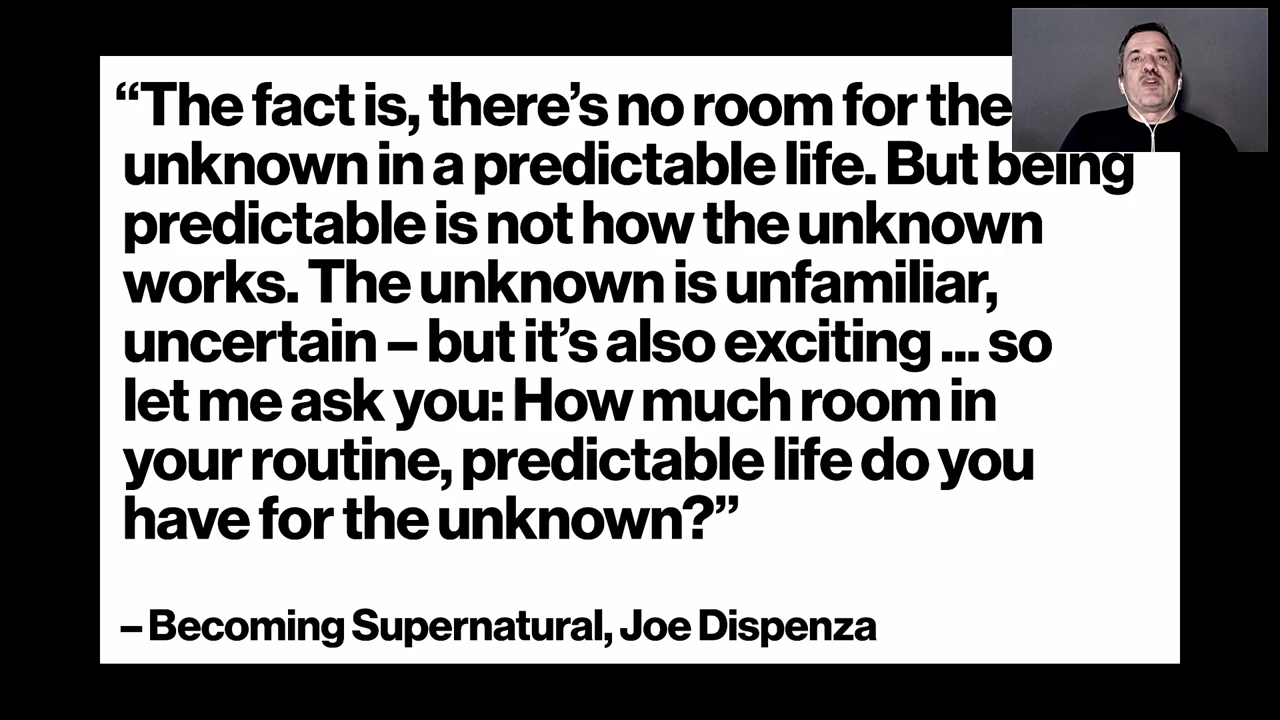 “The fact is, there’s no room for the
unknown in a predictable life. But being
predictable is not how the unknown
works. The unknown is unfamiliar,
uncertain – but it’s also exciting ... so
let me ask you: How much room in
your routine, predictable life do you
have for the unknown?”
– Becoming Supernatural, Joe Dispenza